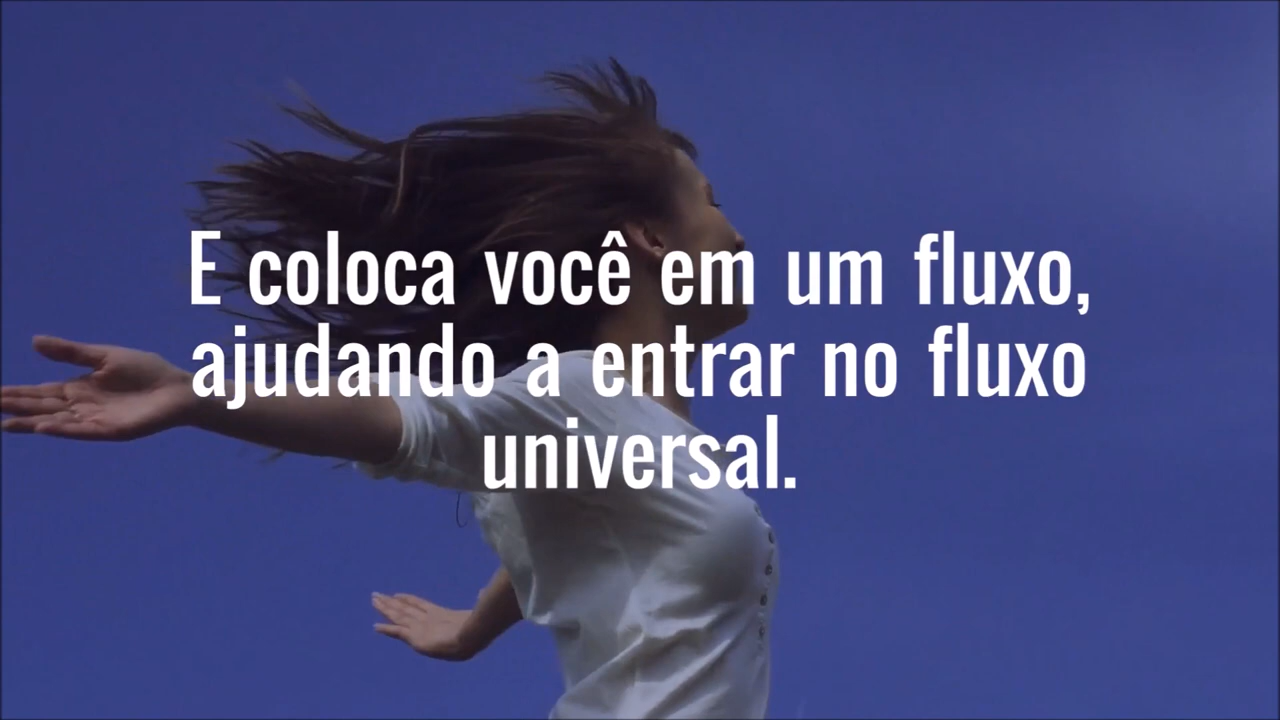 E coloca você em um fluxo,
ajudando a entrar no fluxo
universal.